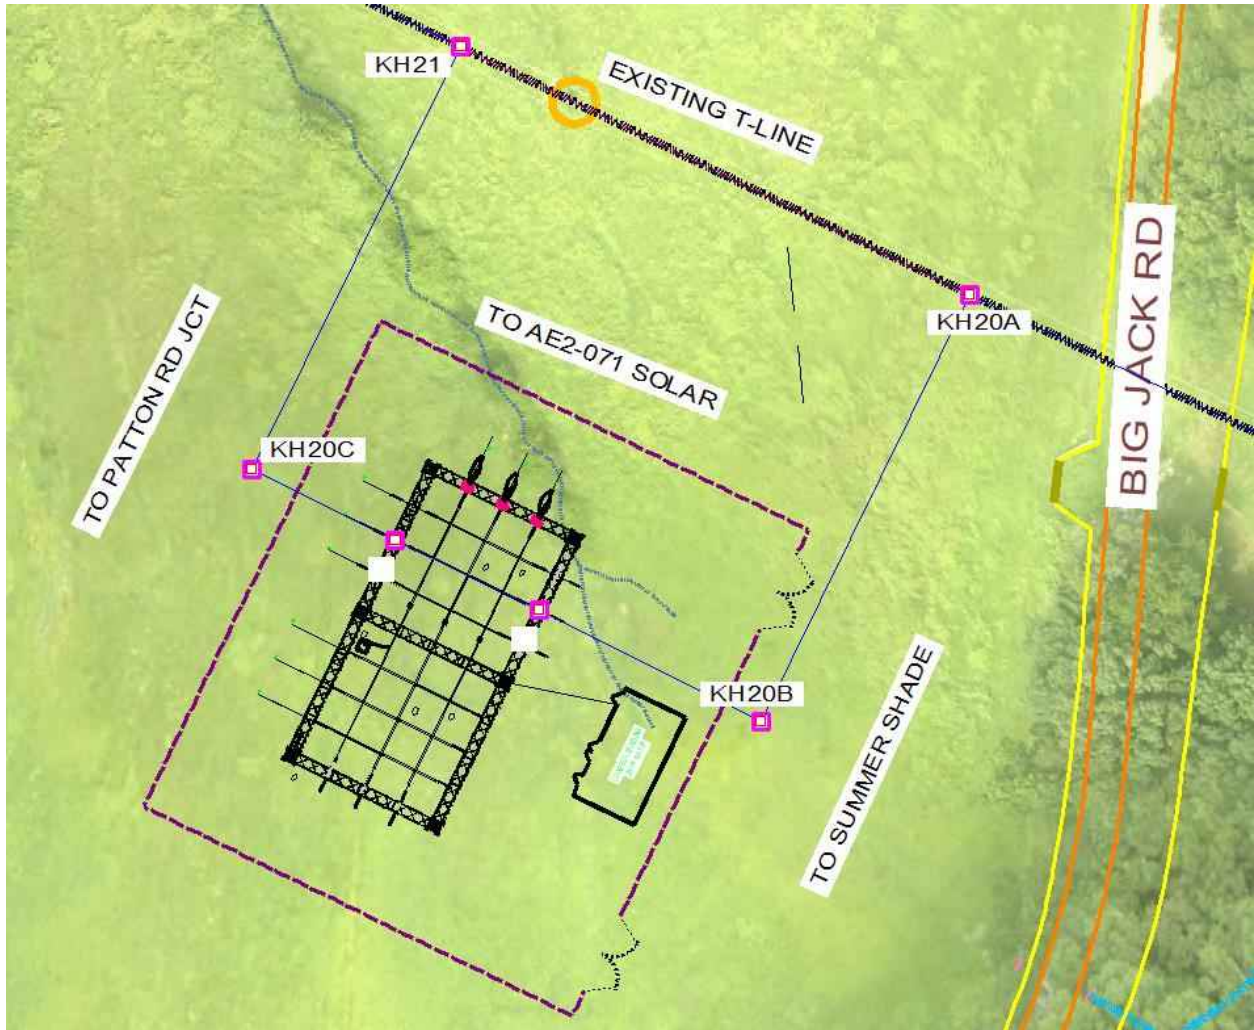 KH21
EXISTING T-LINE
KH20A
BIG JACK RD
TO AE2-071 SOLAR
TO PATTON RD JCT
KH20C
KH20B
TO SUMMER SHADE